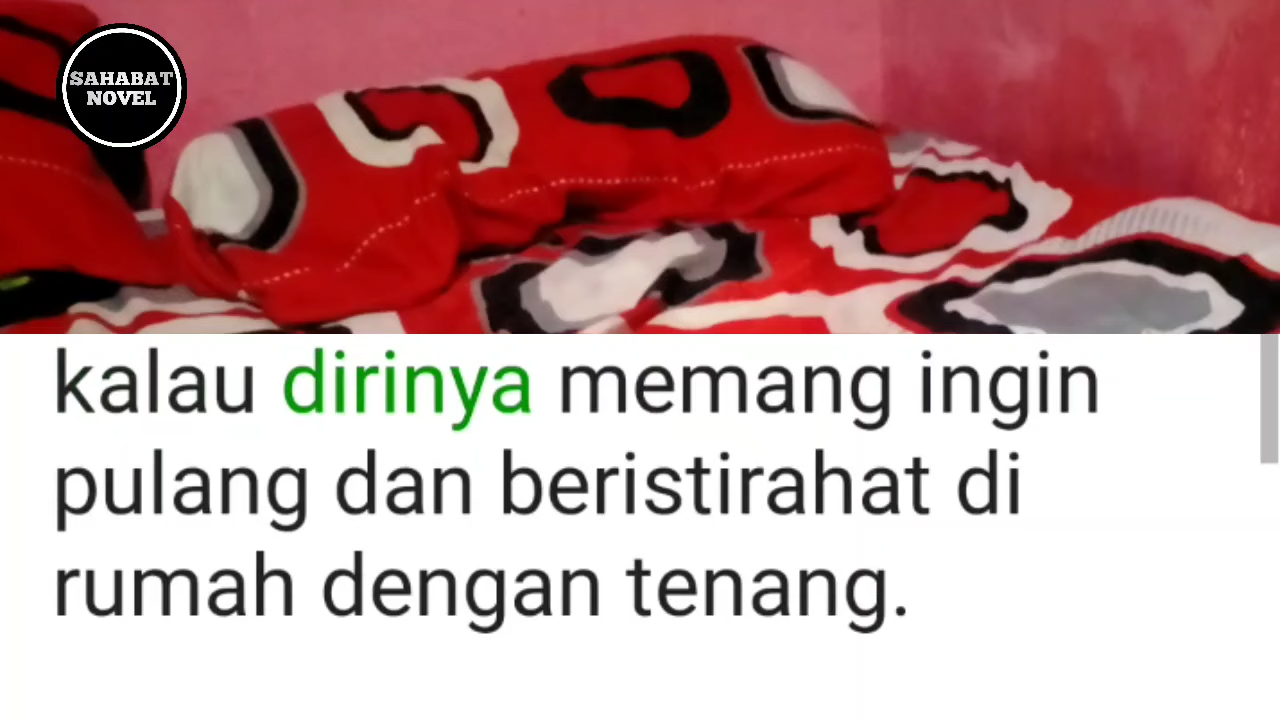 SAHABAT
NOVEL
kalau dirinya memang ingin
pulang dan beristirahat di
rumah dengan tenang.